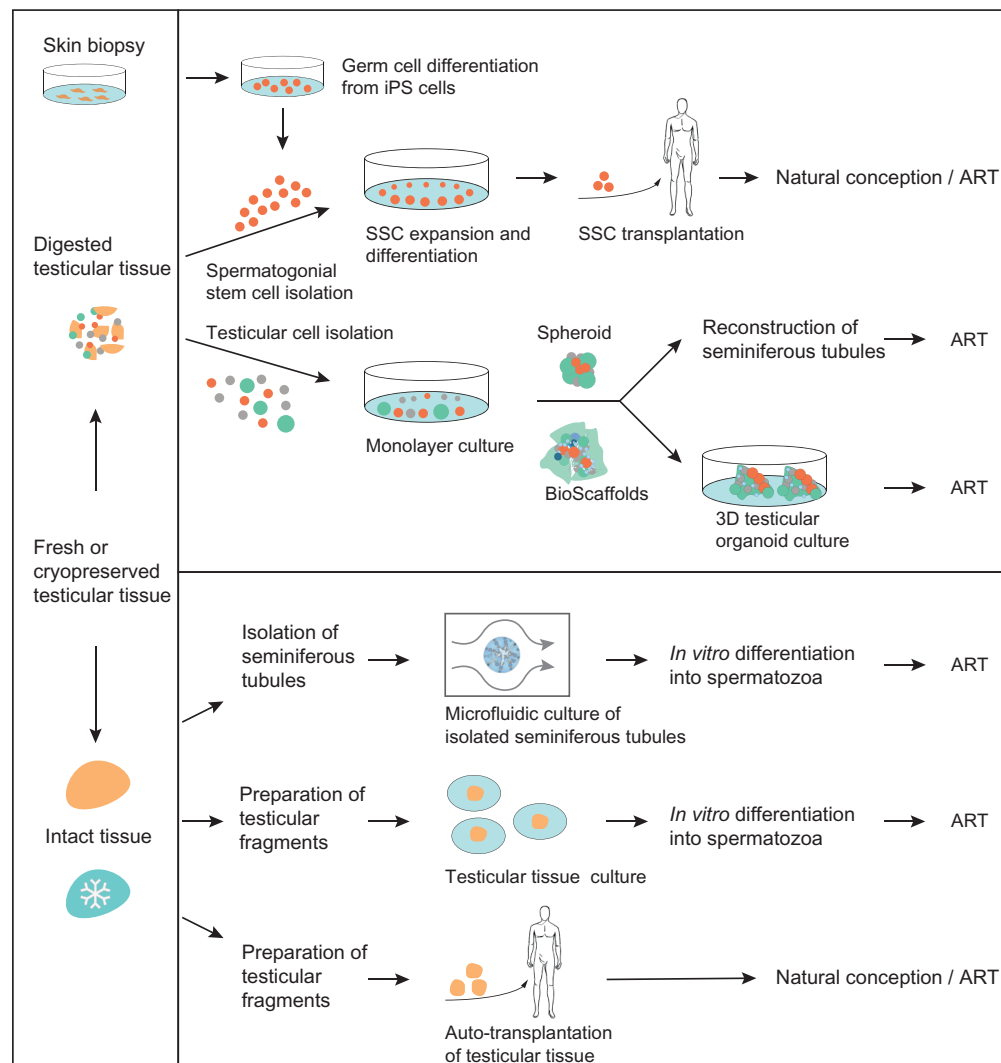 Skin biopsy
Germ cell differentiation
from iPS cells
Digested
testicular tissue
Spermatogonial
stem cell isolation
SSC expansion and
differentiation
SSC transplantation
Natural conception / ART
Testicular cell isolation
Monolayer culture
Spheroid
BioScaffolds
Reconstruction of
seminiferous tubules
ART
3D testicular
organoid culture
ART
Fresh or
cryopreserved
testicular tissue
Intact tissue
Isolation of
seminiferous
tubules
Microfluidic culture of
isolated seminiferous tubules
In vitro differentiation
into spermatozoa
ART
Preparation of
testicular
fragments
Testicular tissue culture
In vitro differentiation
into spermatozoa
ART
Preparation of
testicular
fragments
Auto-transplantation
of testicular tissue
Natural conception / ART